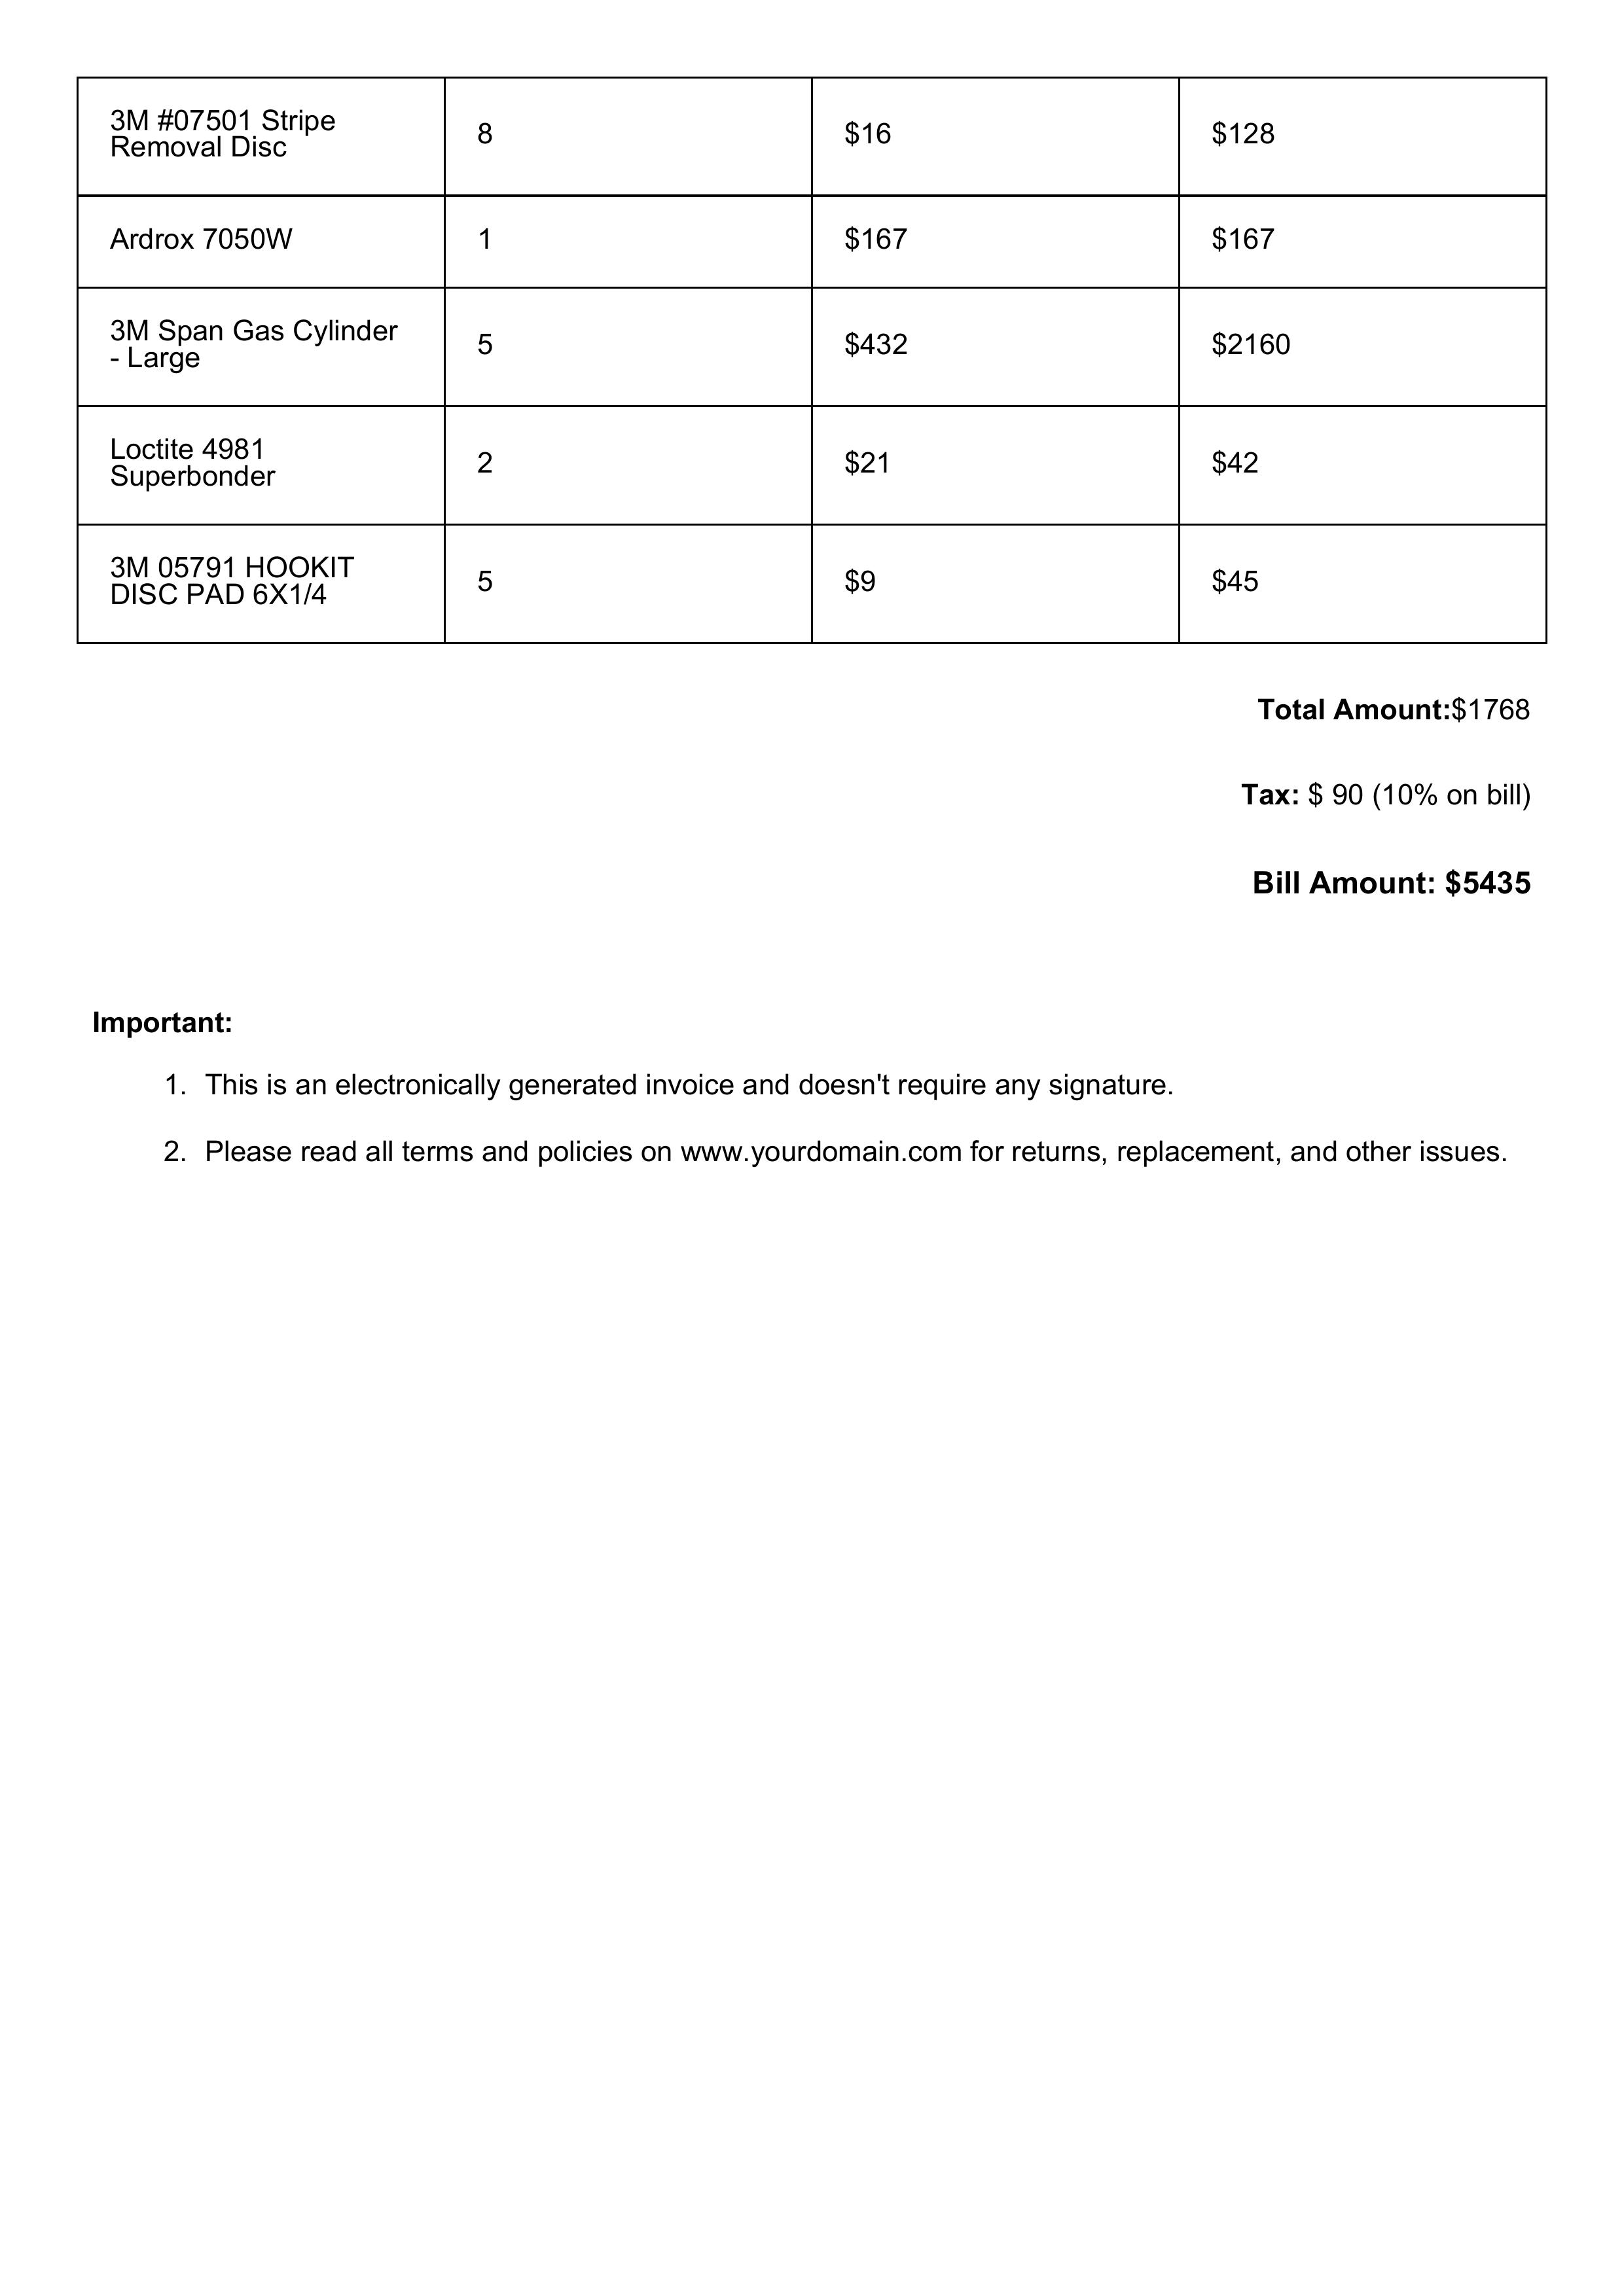 3M #07501 Stripe
Removal Disc
8
$16
$128
Ardrox 7050W
1
$167
$167
3M Span Gas Cylinder
- Large
5
$432
$2160
Loctite 4981
Superbonder
2
$21
$42
3M 05791 HOOKIT
DISC PAD 6X1/4
5
$9
$45
Total Amount:$1768
Tax: $ 90 (10% on bill)
Bill Amount: $5435
Important:
1. This is an electronically generated invoice and doesn't require any signature.
2. Please read all terms and policies on www.yourdomain.com for returns, replacement, and other issues.